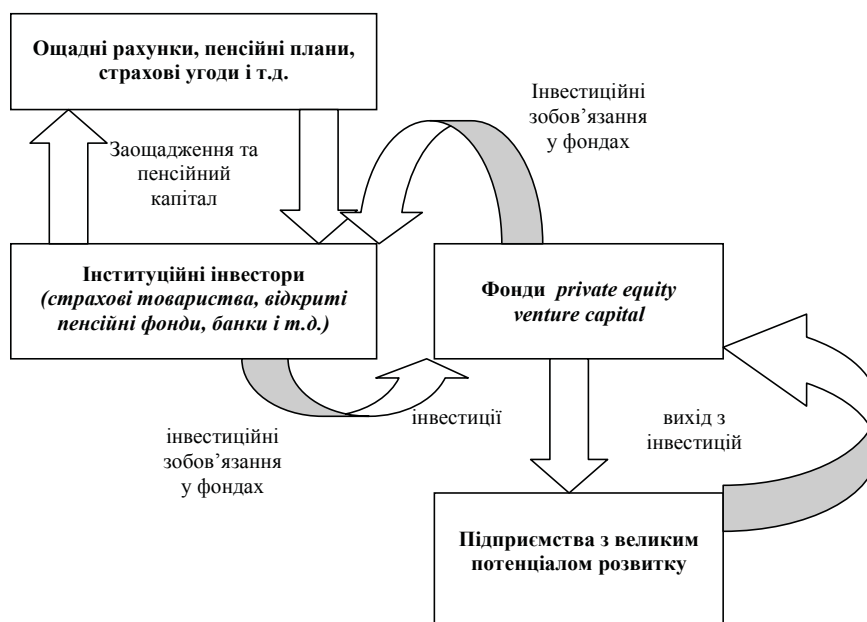 Ощадні рахунки, пенсійні плани,
страхові угоди і т.д.
Інвестиційні
зобов’язання
у фондах
Заощадження та
пенсійний
капітал
Інституційні інвестори
(страхові товариства, відкриті
пенсійні фонди, банки і т.д.)
Фонди private equity
venture capital
інвестиційні
зобов’язання
у фондах
інвестиції
вихід з
інвестицій
Підприємства з великим
потенціалом розвитку